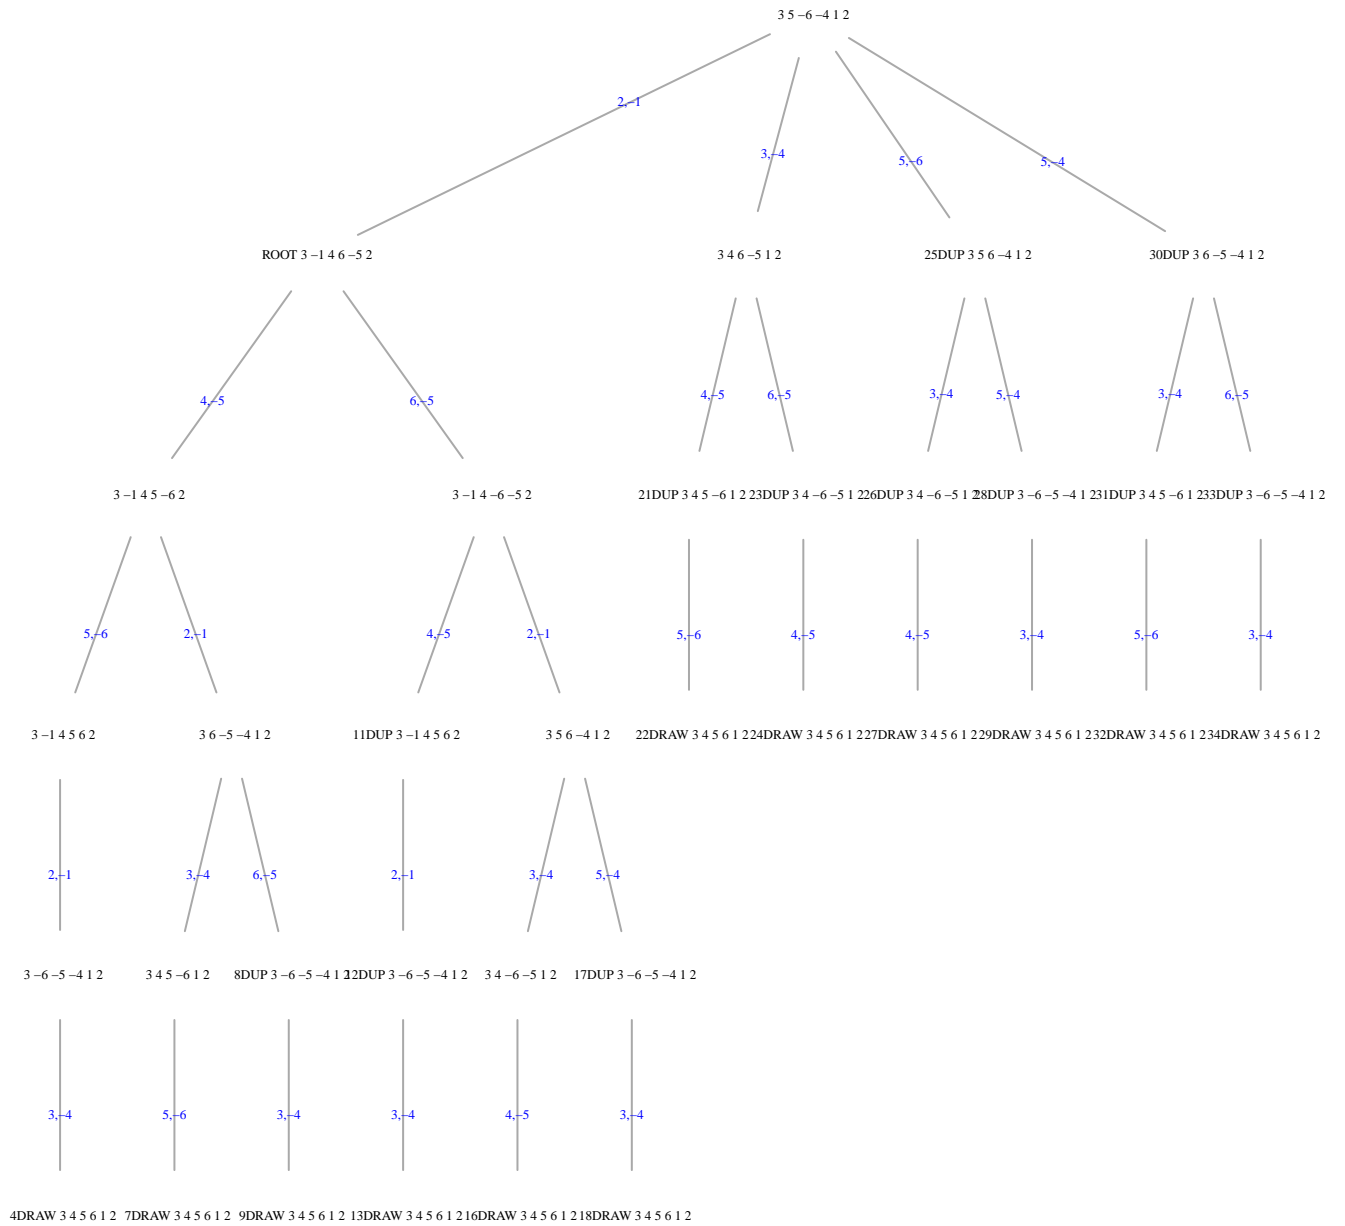 3 5 –6 –4 1 2
2,–1
3,–4
5,–6
5,–4
ROOT 3 –1 4 6 –5 2
3 4 6 –5 1 2
25DUP 3 5 6 –4 1 2
30DUP 3 6 –5 –4 1 2
4,–5
6,–5
4,–5
6,–5
3,–4
5,–4
3,–4
6,–5
3 –1 4 5 –6 2
3 –1 4 –6 –5 2
21DUP 3 4 5 –6 1 2
23DUP 3 4 –6 –5 1 2
26DUP 3 4 –6 –5 1 2
28DUP 3 –6 –5 –4 1 2
31DUP 3 4 5 –6 1 2
33DUP 3 –6 –5 –4 1 2
5,–6
2,–1
4,–5
2,–1
5,–6
4,–5
4,–5
3,–4
5,–6
3,–4
3 –1 4 5 6 2
3 6 –5 –4 1 2
11DUP 3 –1 4 5 6 2
3 5 6 –4 1 2
22DRAW 3 4 5 6 1 2
24DRAW 3 4 5 6 1 2
27DRAW 3 4 5 6 1 2
29DRAW 3 4 5 6 1 2
32DRAW 3 4 5 6 1 2
34DRAW 3 4 5 6 1 2
2,–1
3,–4
6,–5
2,–1
3,–4
5,–4
3 –6 –5 –4 1 2
3 4 5 –6 1 2
8DUP 3 –6 –5 –4 1 2
12DUP 3 –6 –5 –4 1 2
3 4 –6 –5 1 2
17DUP 3 –6 –5 –4 1 2
3,–4
5,–6
3,–4
3,–4
4,–5
3,–4
4DRAW 3 4 5 6 1 2
7DRAW 3 4 5 6 1 2
9DRAW 3 4 5 6 1 2
13DRAW 3 4 5 6 1 2
16DRAW 3 4 5 6 1 2
18DRAW 3 4 5 6 1 2